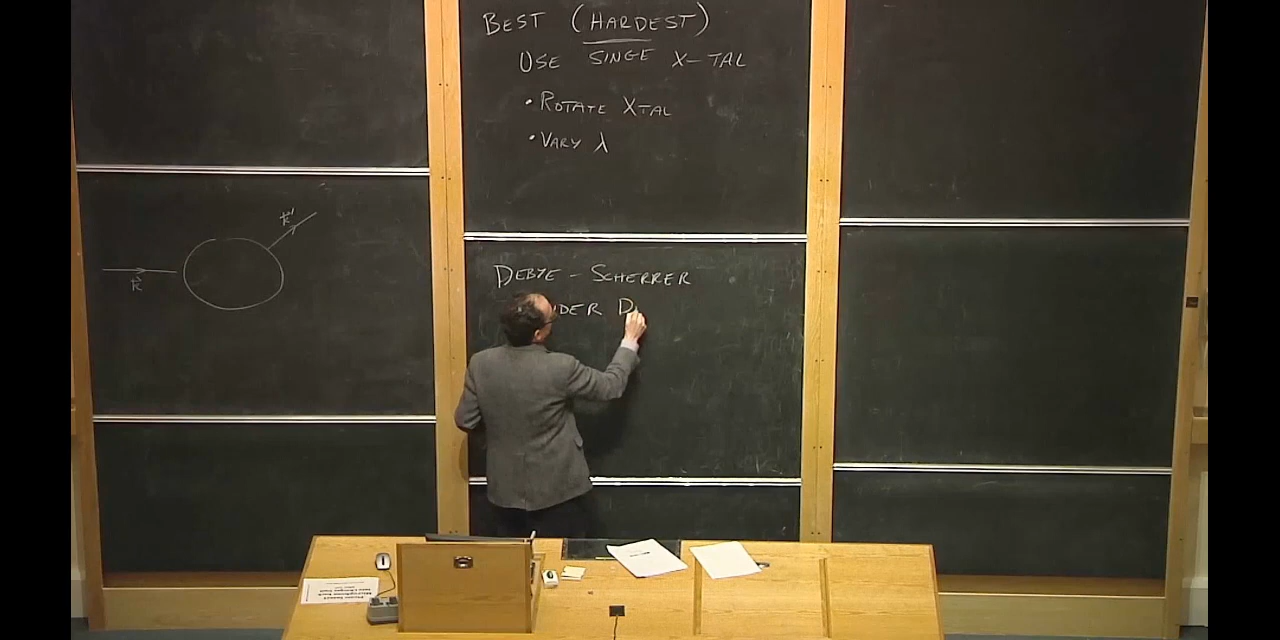 BEST (HARDEST)
USE SINGE X-TAL
• ROTATE XTAL
• VARY λ
k
k'
DEBYE - SCHERRER
DER D